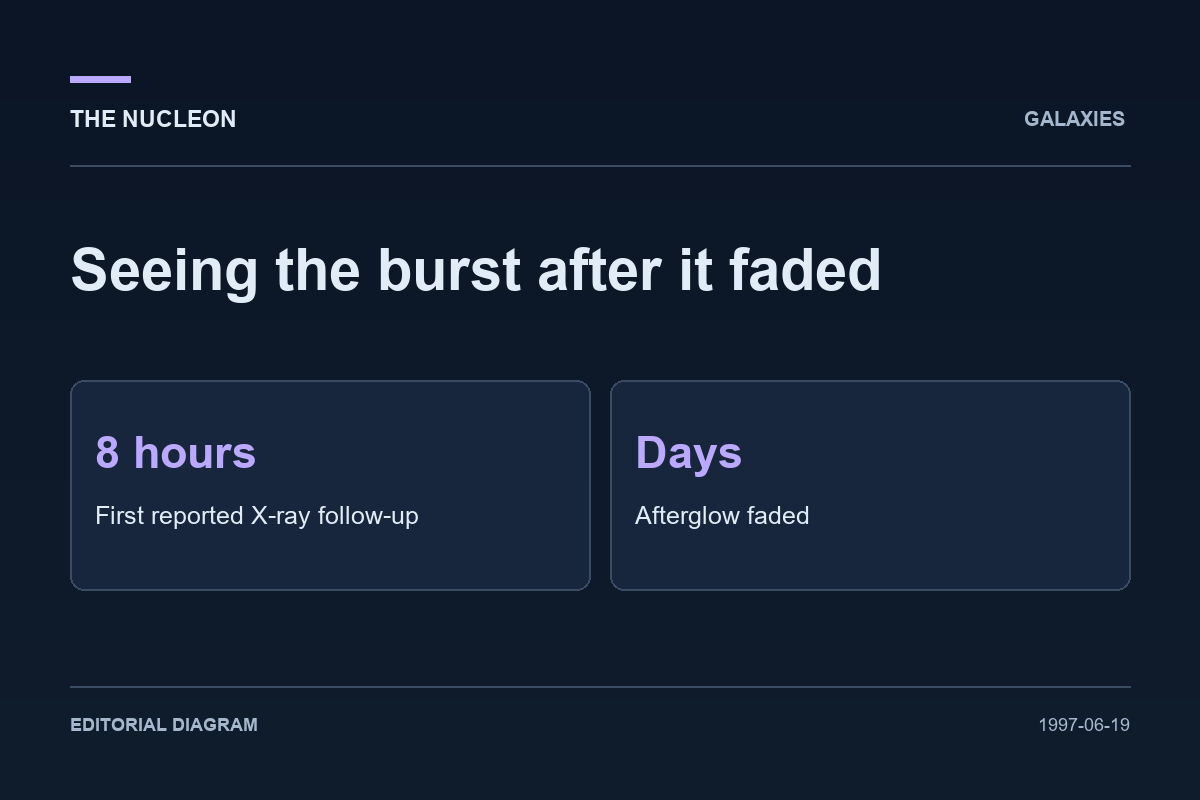 THE NUCLEON
GALAXIES
Seeing the burst after it faded
8 hours
First reported X-ray follow-up
Days
Afterglow faded
EDITORIAL DIAGRAM
1997-06-19